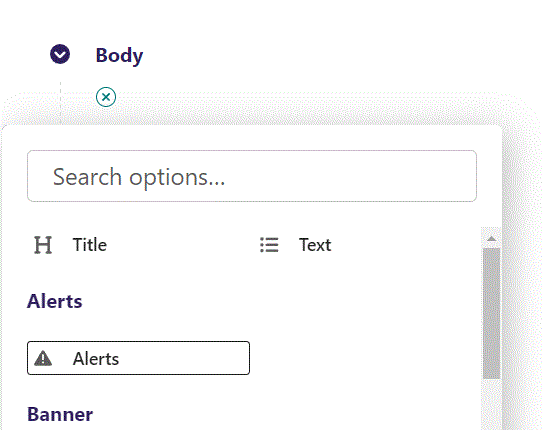 Body
Search options...
Title
Text
Alerts
Alerts
Banner